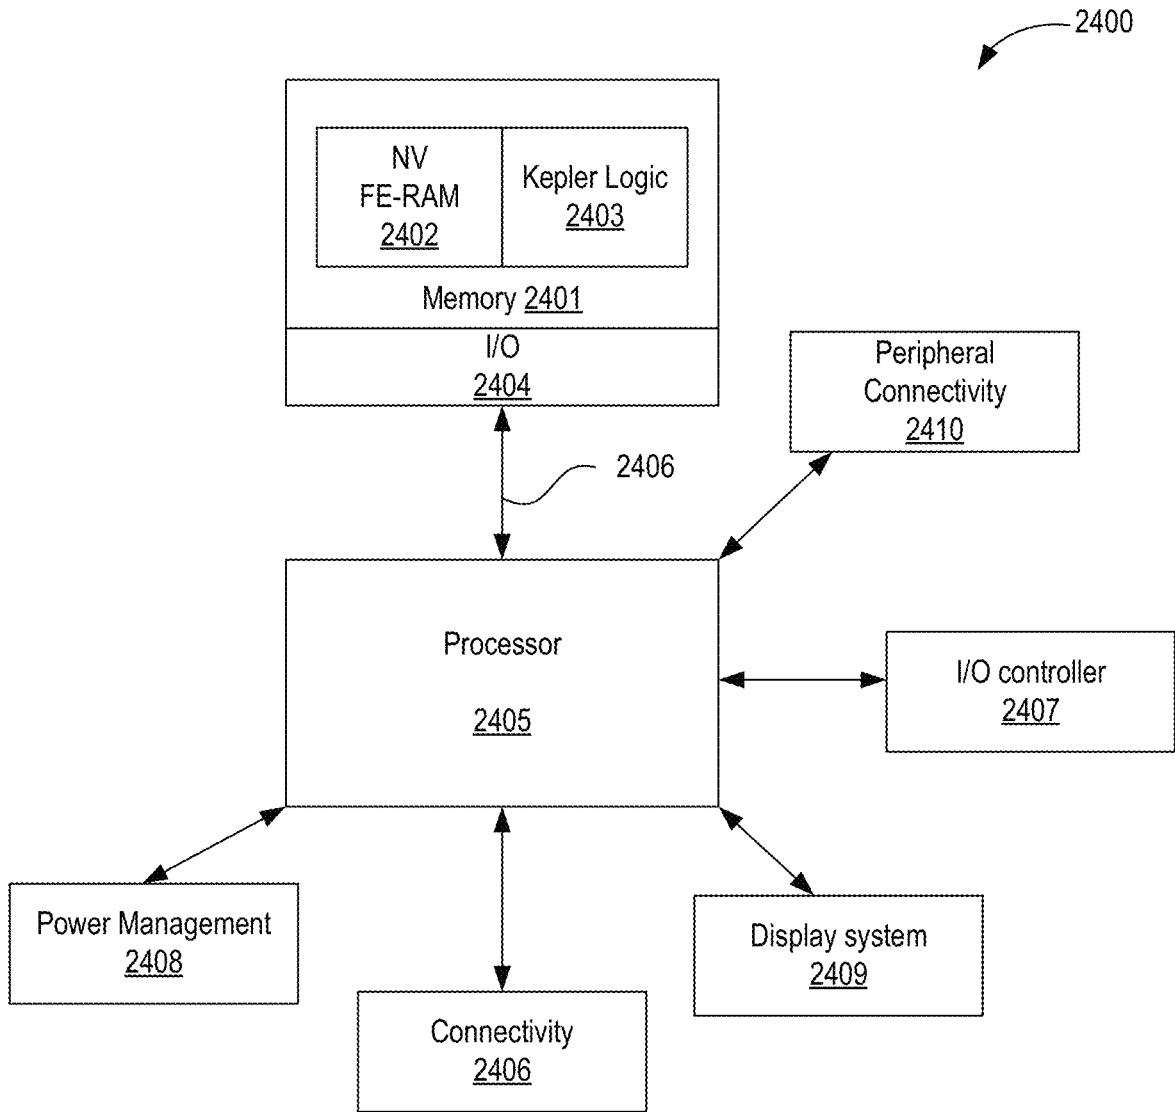 2400
NV
FE-RAM
2402
Kepler Logic
2403
Memory 2401
I/O
2404
Peripheral
Connectivity
2410
2406
Processor
2405
I/O controller
2407
Power Management
2408
Display system
2409
Connectivity
2406